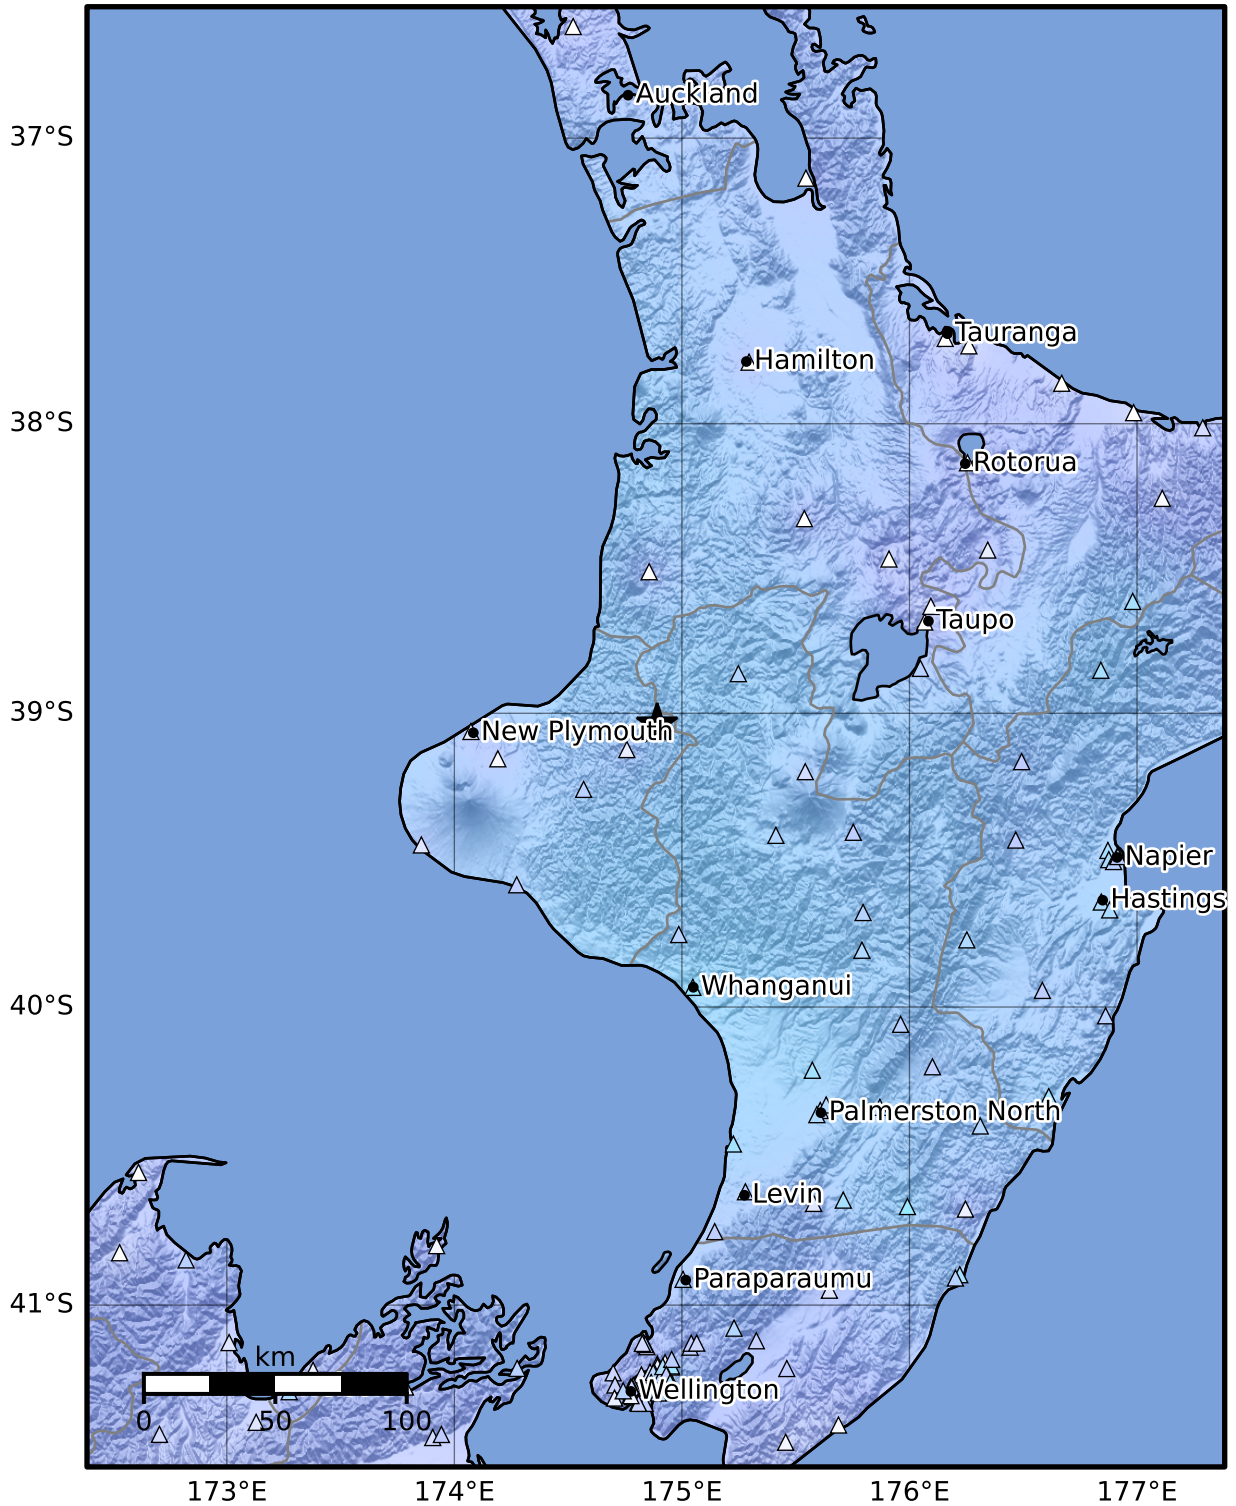 Auckland
37°S
Tauranga
Hamilton
38°S
Rotorua
Taupo
39°S
New Plymouth
Napier
Hastings
Whanganui
40°S
Palmerston North
Levin
Paraparaumu
41°S
km
Wellington
0 50 100
173°E 174°E 175°E 176°E 177°E